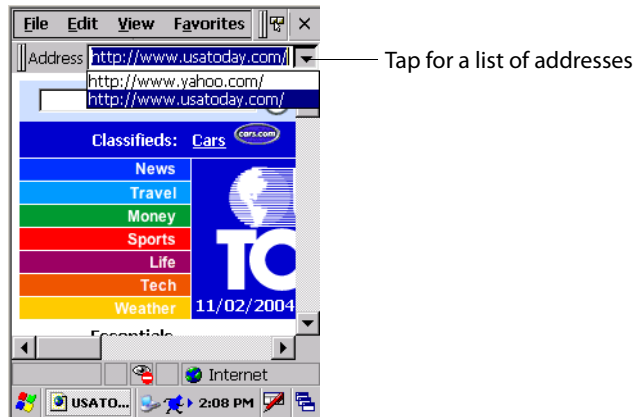 File Edit View Favorites
Address http://www.usatoday.com/
Tap for a list of addresses
http://www.yahoo.com/
http://www.usatoday.com/
Classifieds: Cars cars.com
News
Travel
Money
Sports
Life
Tech
Weather
TO
11/02/2004
Essentials
Internet
USATO... 2:08 PM